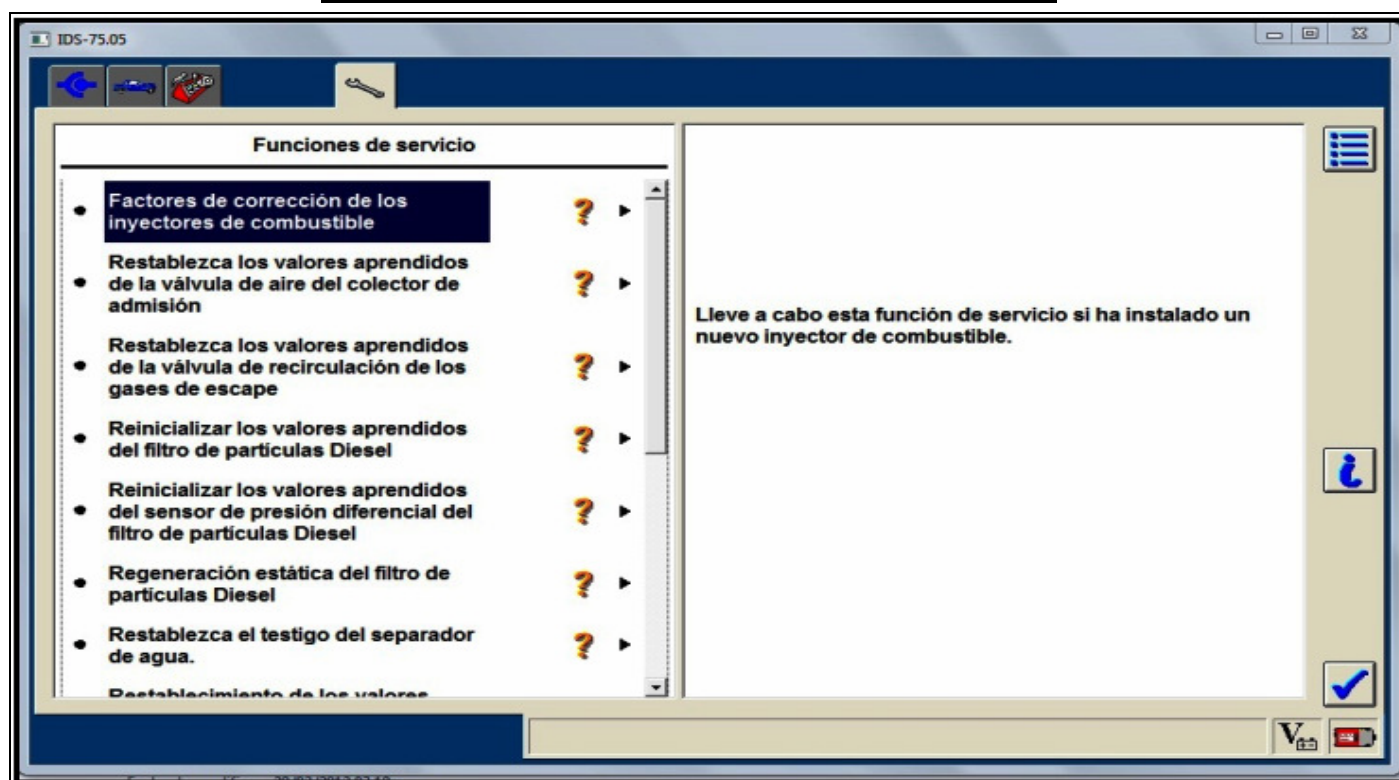 IDS-75.05
Funciones de servicio
Factores de corrección de los
inyectores de combustible
Restablezca los valores aprendidos
de la válvula de aire del colector de
admisión
Restablezca los valores aprendidos
de la válvula de recirculación de los
gases de escape
Reinicializar los valores aprendidos
del filtro de partículas Diesel
Reinicializar los valores aprendidos
del sensor de presión diferencial del
filtro de partículas Diesel
Regeneración estática del filtro de
partículas Diesel
Restablezca el testigo del separador
de agua.
Restablecimiento de los valores
Lleve a cabo esta función de servicio si ha instalado un
nuevo inyector de combustible.
V